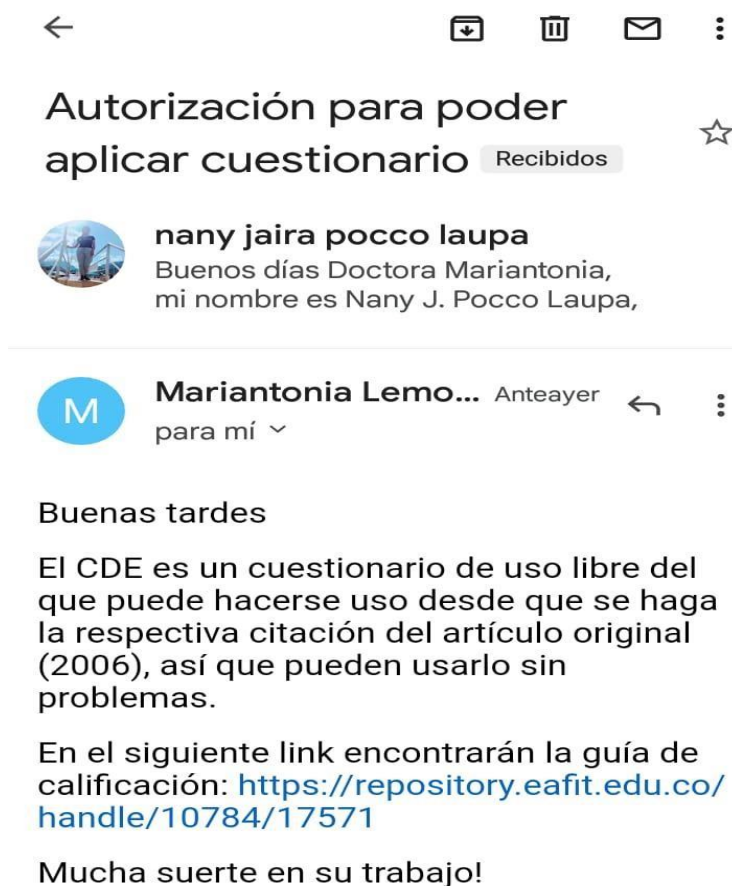 Autorización para poder
aplicar cuestionario Recibidos
nany jaira pocco laupa
Buenos días Doctora Mariantonia,
mi nombre es Nany J. Pocco Laupa,
M
Mariantonia Lemo... Anteayer
para mí
Buenas tardes
El CDE es un cuestionario de uso libre del
que puede hacerse uso desde que se haga
la respectiva citación del artículo original
(2006), así que pueden usarlo sin
problemas.
En el siguiente link encontrarán la guía de
calificación: https://repository.eafit.edu.co/
handle/10784/17571
Mucha suerte en su trabajo!